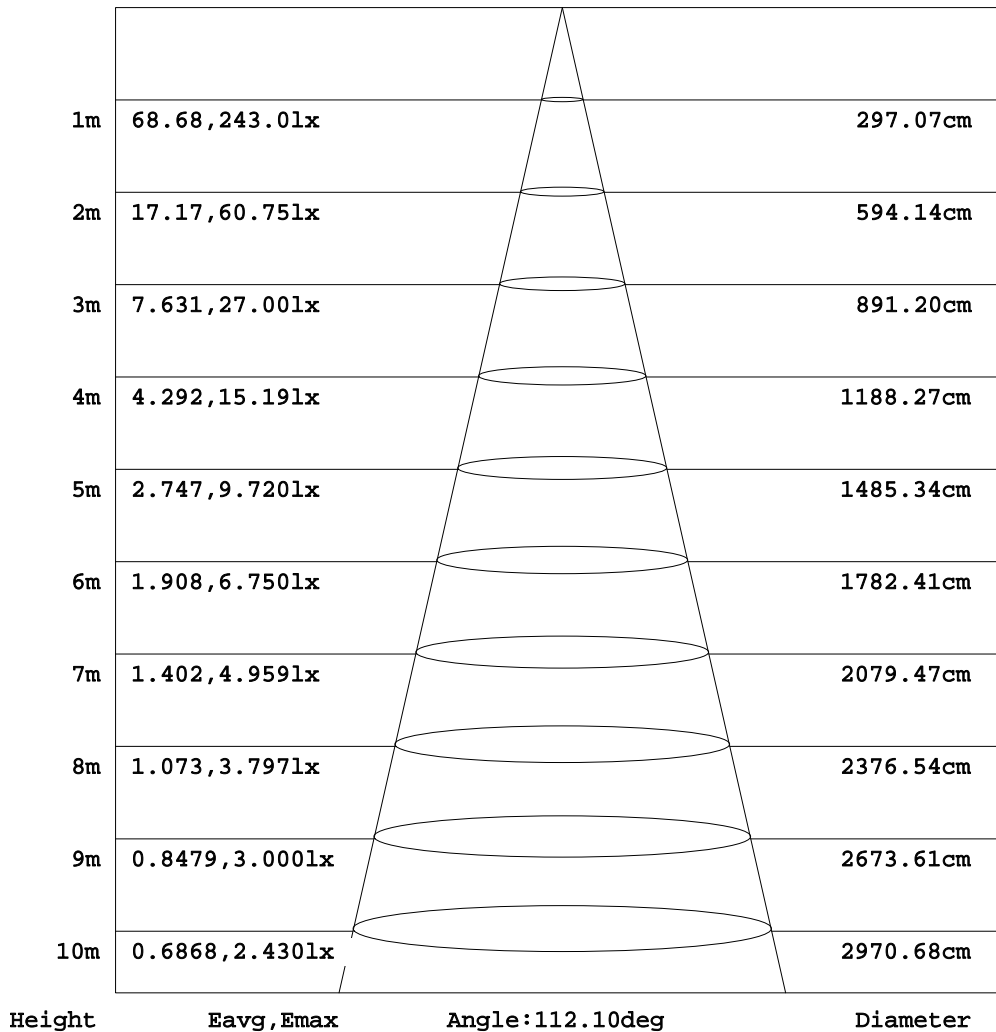 1m 68.68,243.0lx 297.07cm
2m 17.17,60.75lx 594.14cm
3m 7.631,27.00lx 891.20cm
4m 4.292,15.19lx 1188.27cm
5m 2.747,9.720lx 1485.34cm
6m 1.908,6.750lx 1782.41cm
7m 1.402,4.959lx 2079.47cm
8m 1.073,3.797lx 2376.54cm
9m 0.8479,3.000lx 2673.61cm
10m 0.6868,2.430lx 2970.68cm
Height Eavg,Emax Angle:112.10deg Diameter